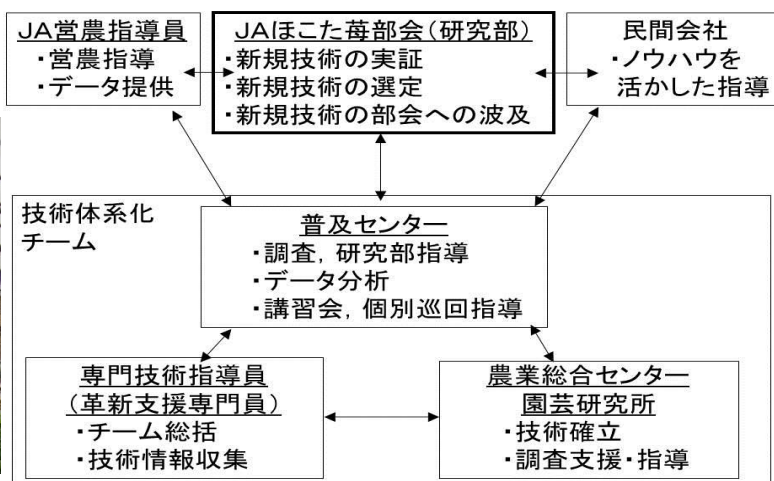 JA営農指導員
・営農指導
・データ提供
JAほこた苺部会(研究部)
・新規技術の実証
・新規技術の選定
・新規技術の部会への波及
民間会社
・ノウハウを
活かした指導
技術体系化
チーム
普及センター
・調査，研究部指導
・データ分析
・講習会，個別巡回指導
専門技術指導員
(革新支援専門員)
・チーム総括
・技術情報収集
農業総合センター
園芸研究所
・技術確立
・調査支援・指導